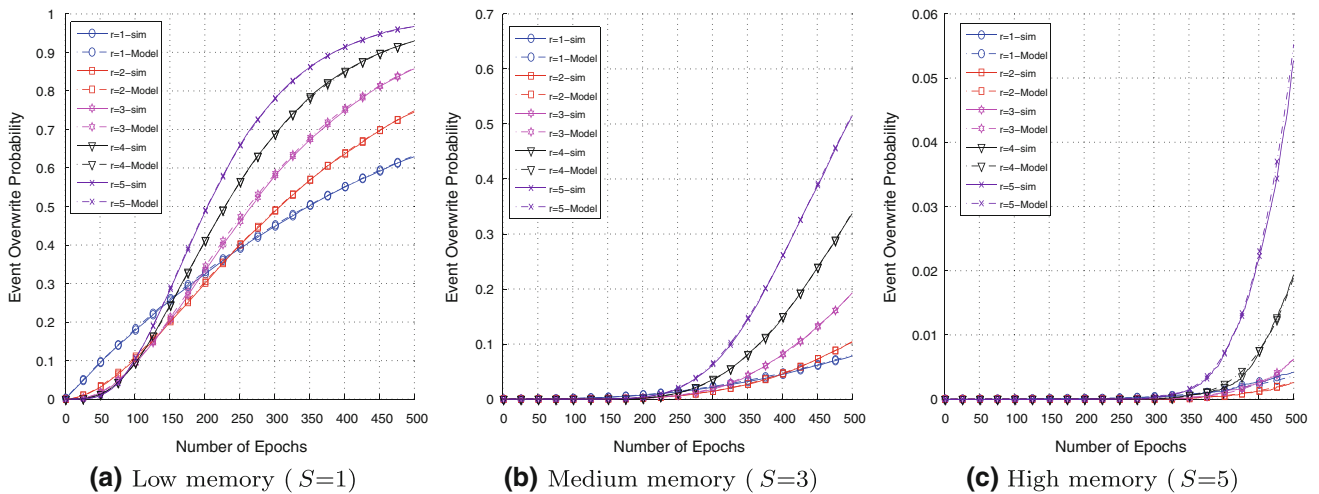 1
0.9
0.8
0.7
0.6
0.5
0.4
0.3
0.2
0.1
0
Event Overwrite Probability
r=1-sim
r=1-Model
r=2-sim
r=2-Model
r=3-sim
r=3-Model
r=4-sim
r=4-Model
r=5-sim
r=5-Model
0 50 100 150 200 250 300 350 400 450 500
Number of Epochs
(a) Low memory (S=1)
0.7
0.6
0.5
0.4
0.3
0.2
0.1
0
Event Overwrite Probability
r=1-sim
r=1-Model
r=2-sim
r=2-Model
r=3-sim
r=3-Model
r=4-sim
r=4-Model
r=5-sim
r=5-Model
0 50 100 150 200 250 300 350 400 450 500
Number of Epochs
(b) Medium memory (S=3)
0.06
0.05
0.04
0.03
0.02
0.01
0
Event Overwrite Probability
r=1-sim
r=1-Model
r=2-sim
r=2-Model
r=3-sim
r=3-Model
r=4-sim
r=4-Model
r=5-sim
r=5-Model
0 50 100 150 200 250 300 350 400 450 500
Number of Epochs
(c) High memory (S=5)